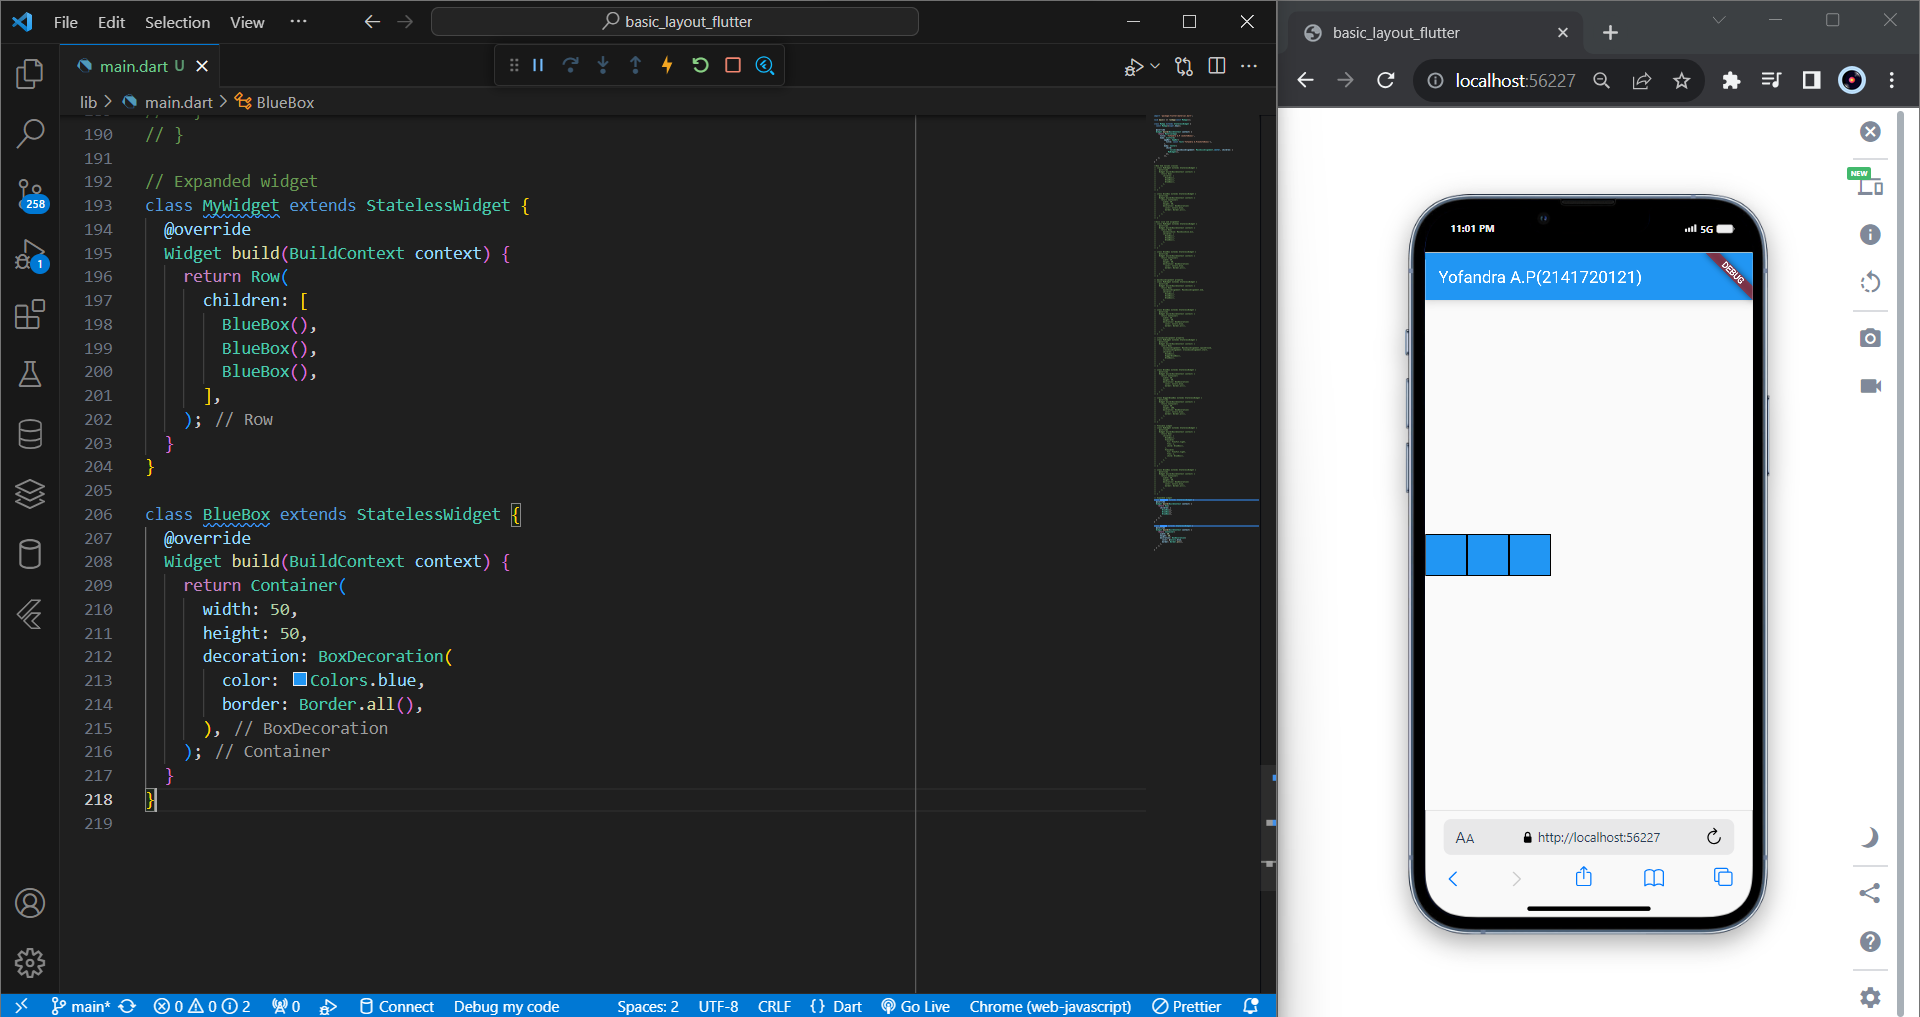 File Edit Selection View ···
basic_layout_flutter
main.dart U
lib > main.dart > BlueBox
190 // }
191
192 // Expanded widget
193 class MyWidget extends StatelessWidget {
194 @override
195 Widget build(BuildContext context) {
196 return Row(
197 children: [
198 BlueBox(),
199 BlueBox(),
200 BlueBox(),
201 ],
202 ); // Row
203 }
204 }
205
206 class BlueBox extends StatelessWidget {
207 @override
208 Widget build(BuildContext context) {
209 return Container(
210 width: 50,
211 height: 50,
212 decoration: BoxDecoration(
213 color: Colors.blue,
214 border: Border.all(),
215 ), // BoxDecoration
216 ); // Container
217 }
218 }
219
258
1
main* 0 0 2 0 Connect Debug my code Spaces: 2 UTF-8 CRLF {} Dart Go Live Chrome (web-javascript) Prettier
basic_layout_flutter
localhost:56227
NEW
11:01 PM 5G
Yofandra A.P(2141720121)
DEBUG
AA http://localhost:56227